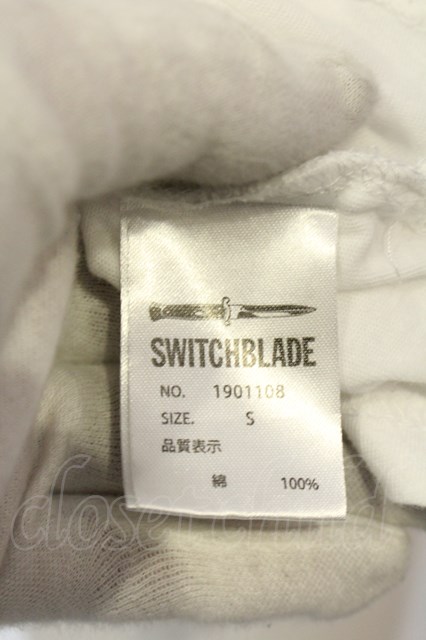 SWITCHBLADE
NO. 1901108
SIZE. S
品質表示
綿 100%
closet child